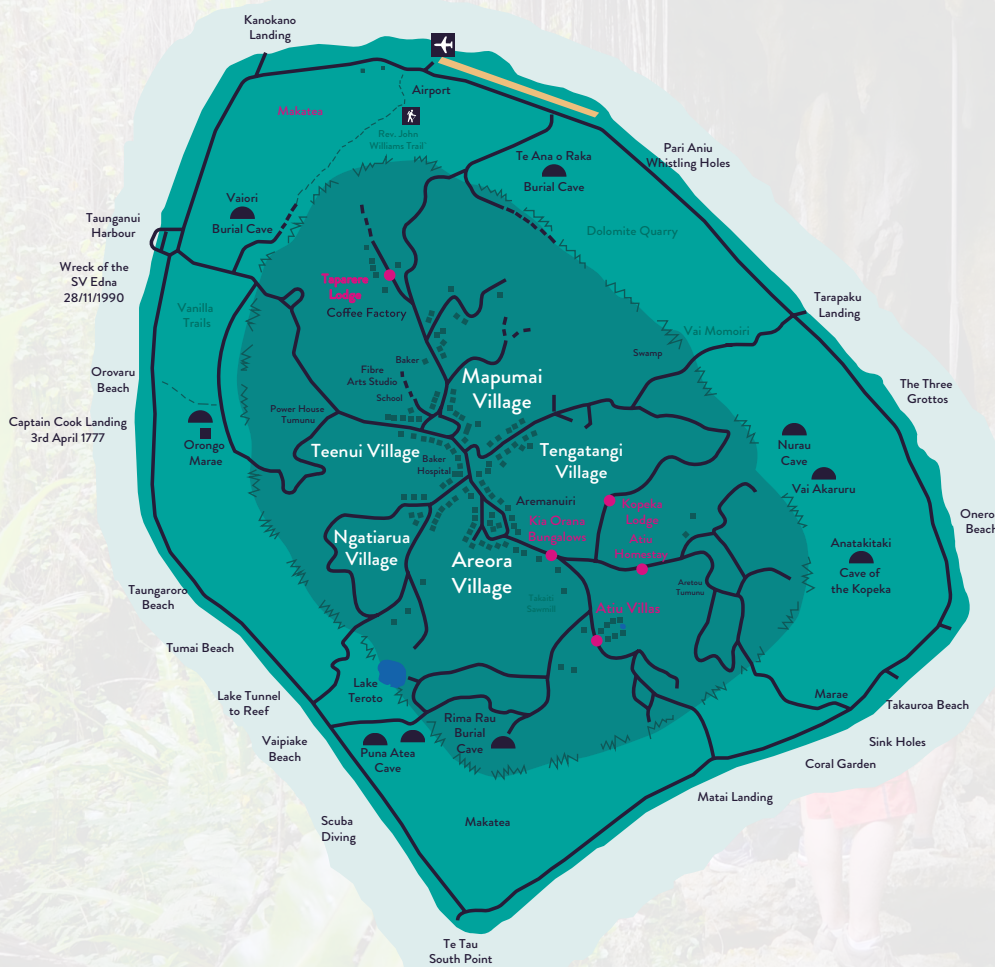 Kanokano
Landing
Airport
Makatea
Rev. John
Williams Trail
Pari Aniu
Whistling Holes
Te Ana o Raka
Burial Cave
Vaiori
Burial Cave
Taunganui
Harbour
Dolomite Quarry
Wreck of the
SV Edna
28/11/1990
Tapanare
Lodge
Coffee Factory
Vanilla
Trails
Tarapaku
Landing
Vai Momoiri
Swamp
Baker
Fibre
Arts Studio
School
Orovaru
Beach
Mapumai
Village
The Three
Grottos
Captain Cook Landing
3rd April 1777
Power House
Tumunu
Orongo
Marae
Teenui Village
Baker
Hospital
Tengatangi
Village
Nurau
Cave
Vai Akaruru
Aremanuiri
Kopeka
Lodge
Kia Orana
Bungalows
Atiu
Homestay
Onero
Beach
Ngatiarua
Village
Areora
Village
Anatakitaki
Cave of
the Kopeka
Aretou
Tumunu
Taungaroro
Beach
Takati
Sawmill
Atiu Villas
Tumai Beach
Lake
Teroto
Lake Tunnel
to Reef
Marae
Takauroa Beach
Rima Rau
Burial
Cave
Vaipiake
Beach
Puna Atea
Cave
Sink Holes
Coral Garden
Matai Landing
Scuba
Diving
Makatea
Te Tau
South Point